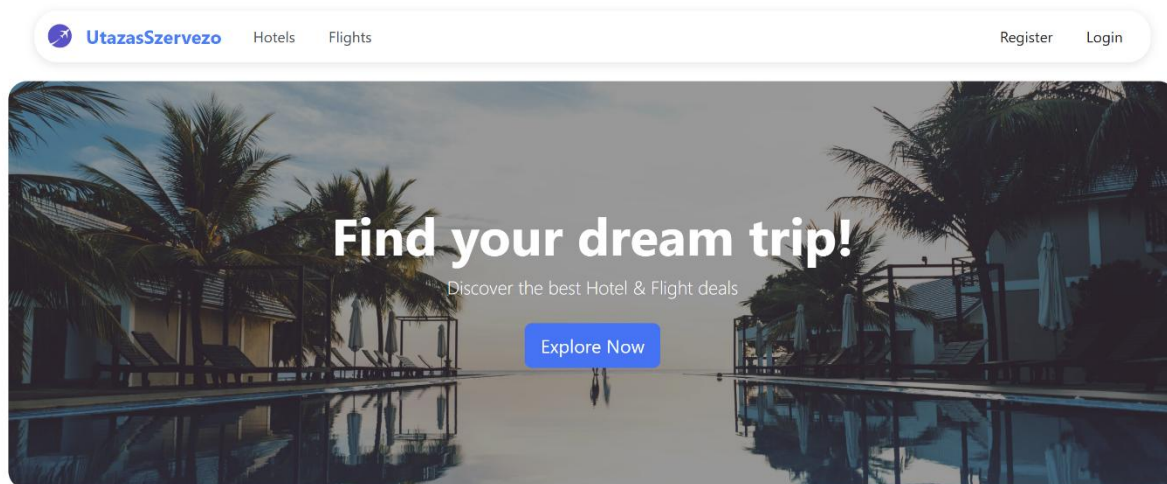 UtazasSzervezo Hotels Flights Register Login
Find your dream trip!
Discover the best Hotel & Flight deals
Explore Now